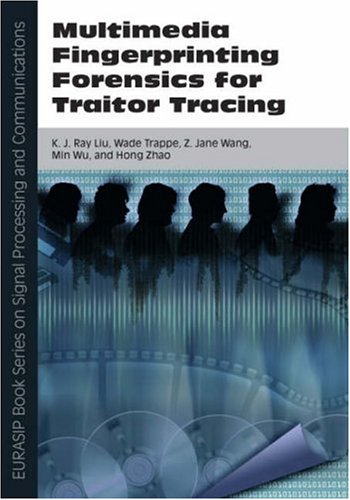 Multimedia
Fingerprinting
Forensics for
Traitor Tracing
K. J. Ray Liu, Wade Trappe, Z. Jane Wang,
Min Wu, and Hong Zhao
EURASIP Book Series on Signal Processing and Communications